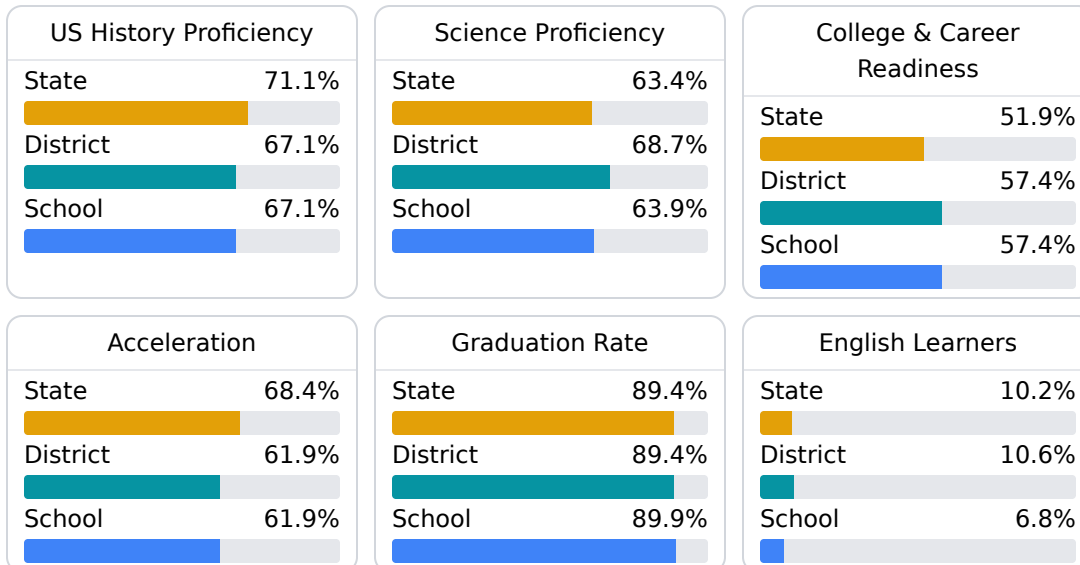 US History Proficiency
State 71.1%
District 67.1%
School 67.1%
Science Proficiency
State 63.4%
District 68.7%
School 63.9%
College & Career
Readiness
State 51.9%
District 57.4%
School 57.4%
Acceleration
State 68.4%
District 61.9%
School 61.9%
Graduation Rate
State 89.4%
District 89.4%
School 89.9%
English Learners
State 10.2%
District 10.6%
School 6.8%